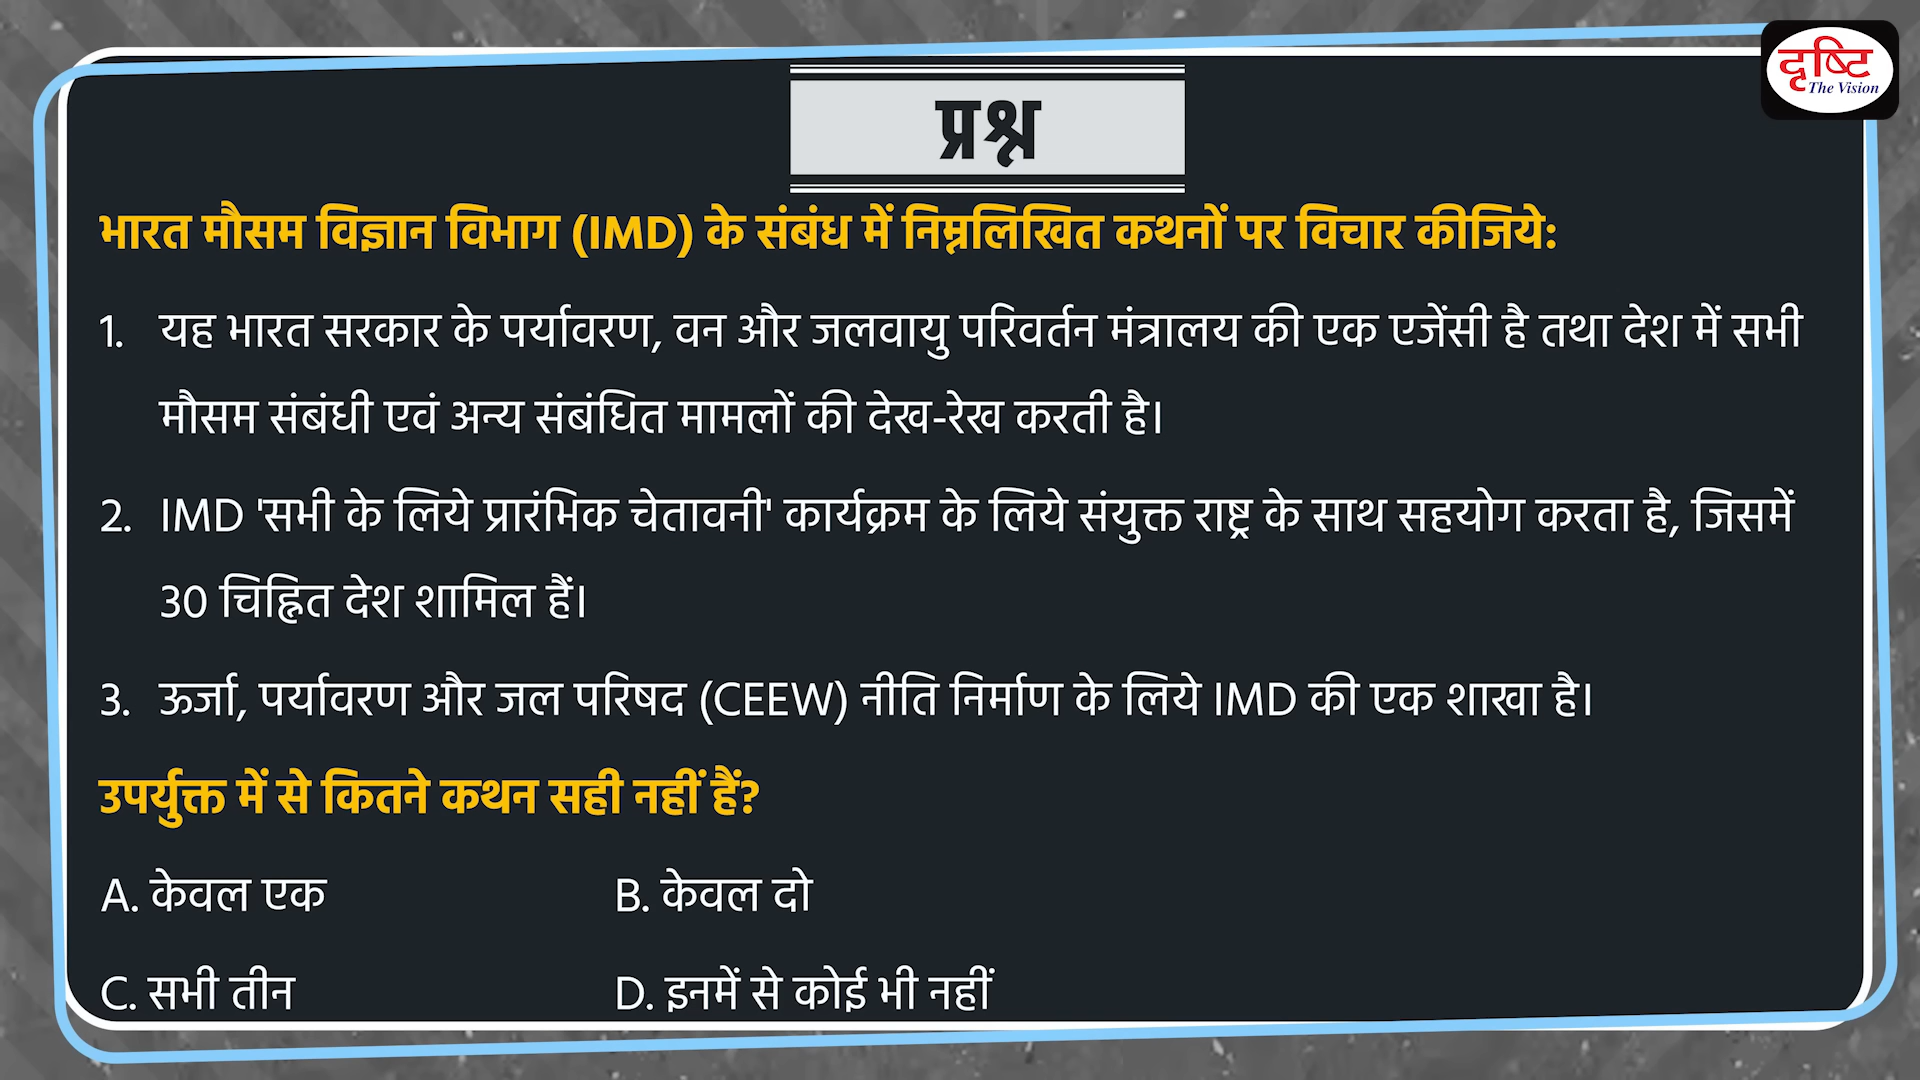 दृष्टि
The Vision
प्रश्न
भारत मौसम विज्ञान विभाग (IMD) के संबंध में निम्नलिखित कथनों पर विचार कीजिये:
1. यह भारत सरकार के पर्यावरण, वन और जलवायु परिवर्तन मंत्रालय की एक एजेंसी है तथा देश में सभी
मौसम संबंधी एवं अन्य संबंधित मामलों की देख-रेख करती है।
2. IMD 'सभी के लिये प्रारंभिक चेतावनी' कार्यक्रम के लिये संयुक्त राष्ट्र के साथ सहयोग करता है, जिसमें
30 चिह्नित देश शामिल हैं।
3. ऊर्जा, पर्यावरण और जल परिषद (CEEW) नीति निर्माण के लिये IMD की एक शाखा है।
उपर्युक्त में से कितने कथन सही नहीं हैं?
A. केवल एक B. केवल दो
C. सभी तीन D. इनमें से कोई भी नहीं